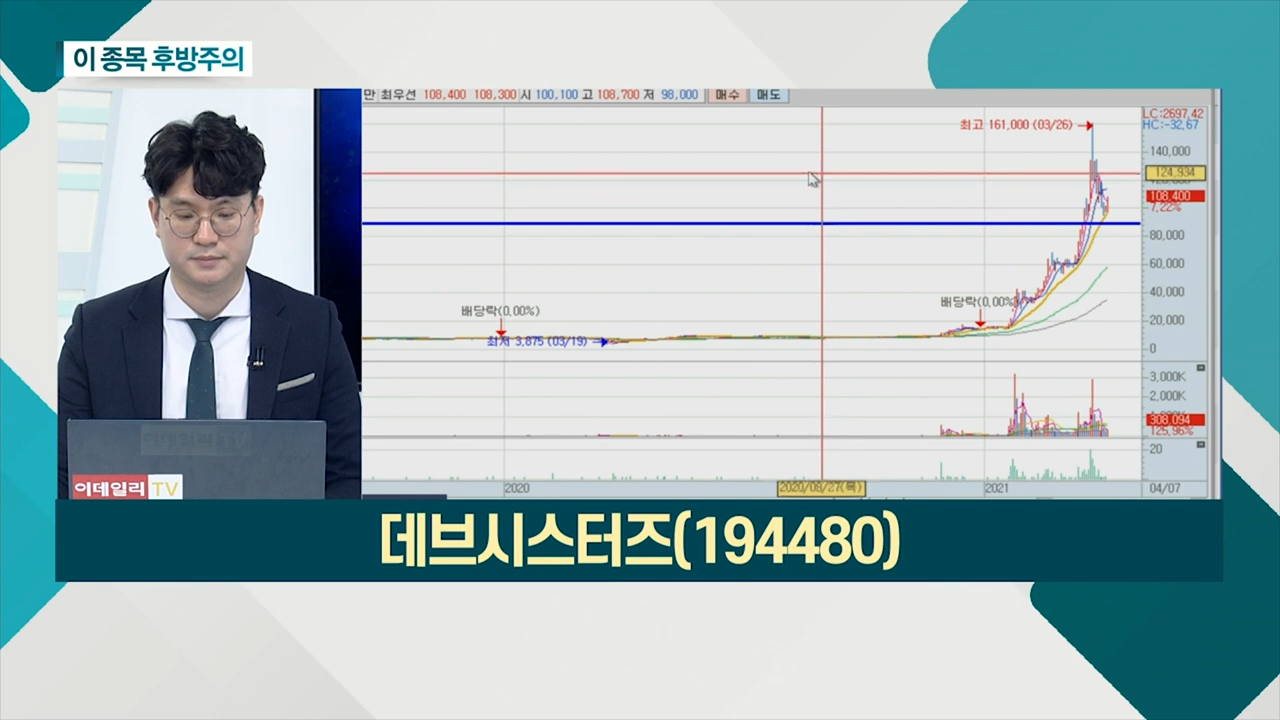 이 종목 후방주의
만 최우선 108,400 108,300 시 100,100 고 108,700 저 98,000 매수 매도
LC:2697,42
HC:-32,67
최고 161,000 (03/26)
140,000
124,934
108,400
7,22%
80,000
60,000
배당락(0,00%)
배당락(0,00%)
40,000
20,000
최저 3,875 (03/19)
0
3,000K
2,000K
308,094
125,96%
20
2020
2020/08/27(목)
2021
04/07
이데일리 TV
데브시스터즈(194480)